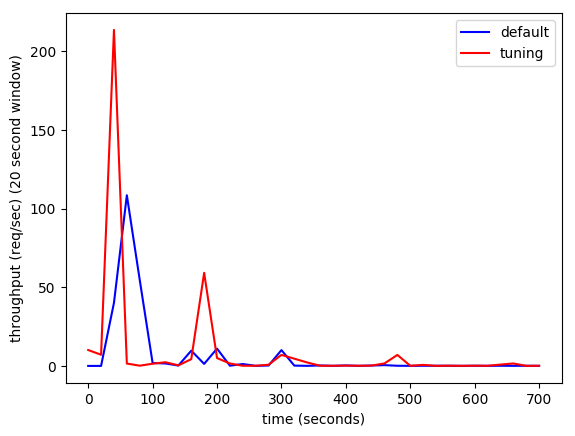 default
tuning
200
150
100
50
0
throughput (req/sec) (20 second window)
0 100 200 300 400 500 600 700
time (seconds)